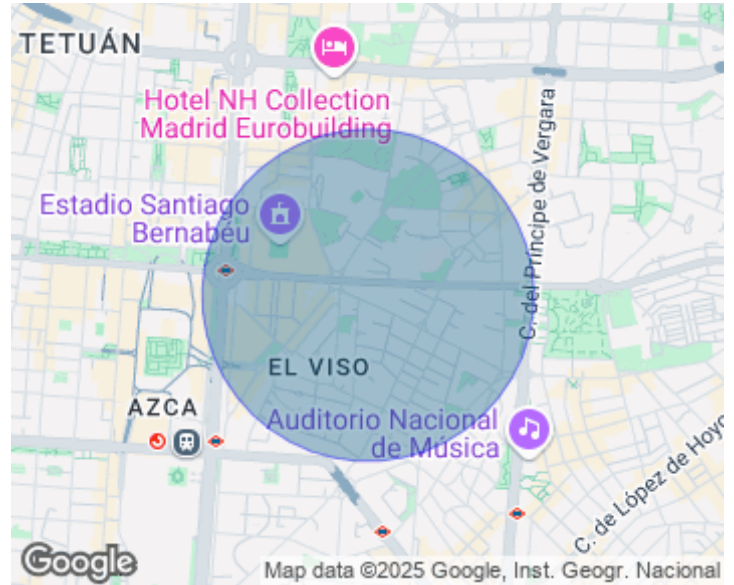 TETUÁN
Hotel NH Collection
Madrid Eurobuilding
C. del Príncipe de Vergara
Estadio Santiago
Bernabéu
EL VISO
AZCA
Auditorio Nacional
de Música
C. de López de Hoyo
Google
Map data ©2025 Google, Inst. Geogr. Nacional